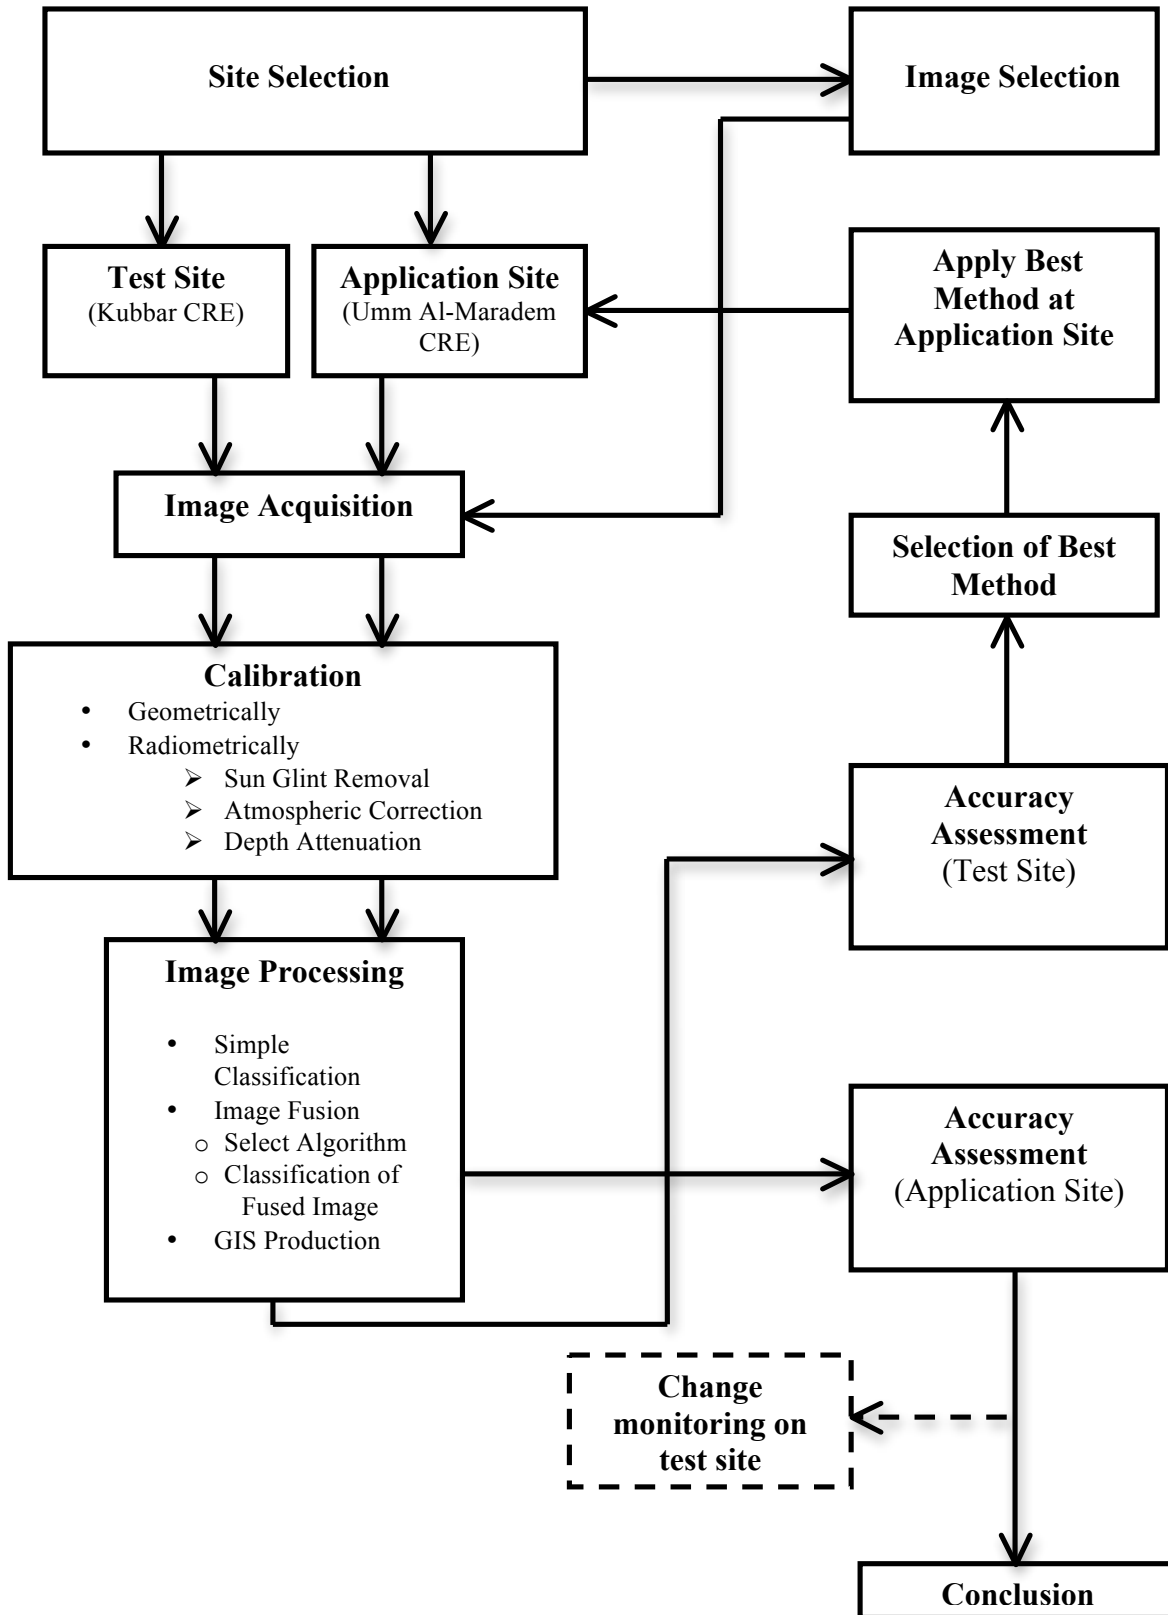 Site Selection
Image Selection
Test Site
(Kubbar CRE)
Application Site
(Umm Al-Maradem
CRE)
Apply Best
Method at
Application Site
Image Acquisition
Selection of Best
Method
Calibration
• Geometrically
• Radiometrically
➢ Sun Glint Removal
➢ Atmospheric Correction
➢ Depth Attenuation
Accuracy
Assessment
(Test Site)
Image Processing
• Simple
Classification
• Image Fusion
o Select Algorithm
o Classification of
Fused Image
• GIS Production
Accuracy
Assessment
(Application Site)
Change
monitoring on
test site
Conclusion